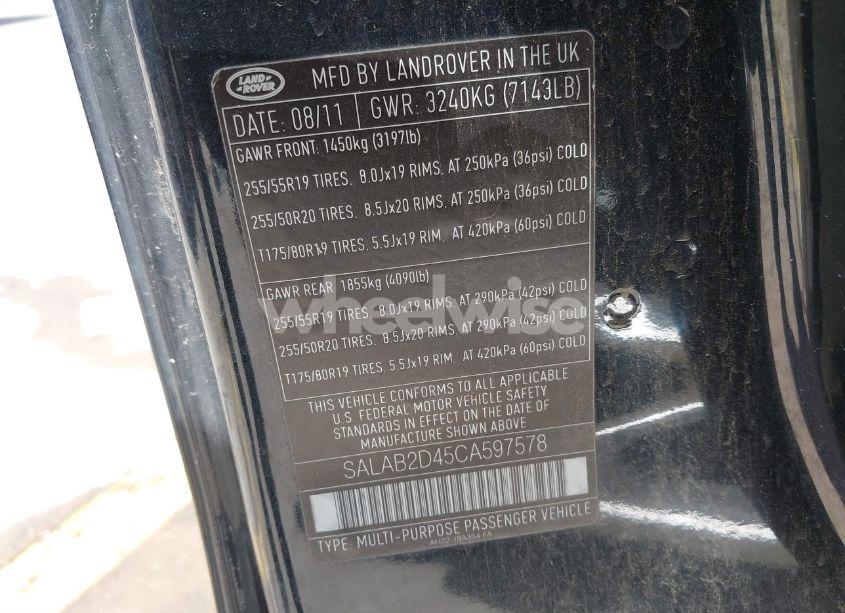 LAND-
-ROVER
MFD BY LANDROVER IN THE UK
DATE: 08/11 GWR: 3240KG (7143LB)
GAWR FRONT: 1450kg (3197lb)
255/55R19 TIRES. 8.0Jx19 RIMS. AT 250kPa (36psi) COLD
255/50R20 TIRES. 8.5Jx20 RIMS. AT 250kPa (36psi) COLD
T175/80R19 TIRES. 5.5Jx19 RIM. AT 420kPa (60psi) COLD
GAWR REAR: 1855kg (4090lb)
wheelwise
255/55R19 TIRES. 8.0Jx19 RIMS. AT 290kPa (42psi) COLD
255/50R20 TIRES. 8.5Jx20 RIMS. AT 290kPa (42psi) COLD
T175/80R19 TIRES. 5.5Jx19 RIM. AT 420kPa (60psi) COLD
THIS VEHICLE CONFORMS TO ALL APPLICABLE
U.S. FEDERAL MOTOR VEHICLE SAFETY
STANDARDS IN EFFECT ON THE DATE OF
MANUFACTURE SHOWN ABOVE
SALAB2D45CA597578
TYPE: MULTI-PURPOSE PASSENGER VEHICLE
AH22-19A354-FA